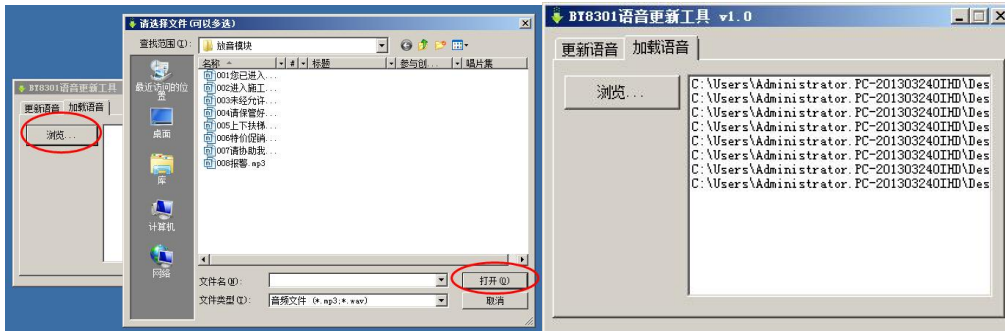 BY8301语音更新工具
更新语音 加载语音
浏览...
请选择文件(可以多选)
查找范围(I): 放音模块
最近访问的位置
桌面
库
计算机
网络
名称 # 标题 参与创... 唱片集
001您已进入...
002进入施工...
003未经允许...
004请保管好...
005上下扶梯...
006特价促销...
007请协助我...
008报警.mp3
文件名(N): 打开(O)
文件类型(T): 音频文件 (*.mp3;*.wav) 取消
BY8301语音更新工具 v1.0
更新语音 加载语音
浏览...
C:\Users\Administrator.PC-201303240IHD\Des
C:\Users\Administrator.PC-201303240IHD\Des
C:\Users\Administrator.PC-201303240IHD\Des
C:\Users\Administrator.PC-201303240IHD\Des
C:\Users\Administrator.PC-201303240IHD\Des
C:\Users\Administrator.PC-201303240IHD\Des
C:\Users\Administrator.PC-201303240IHD\Des
C:\Users\Administrator.PC-201303240IHD\Des